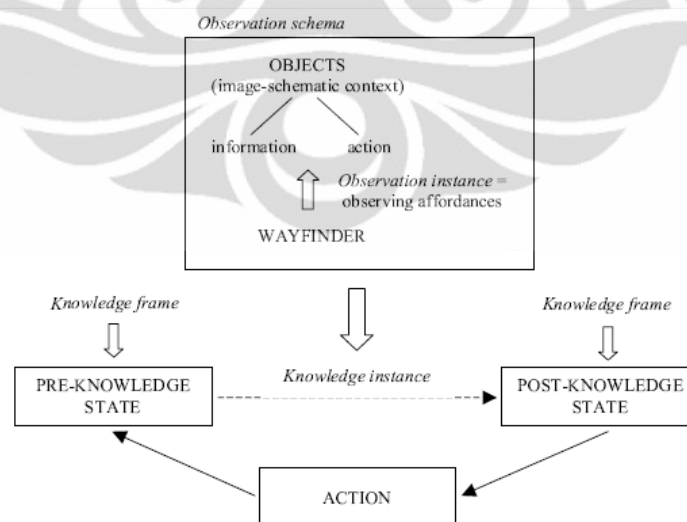 Observation schema
OBJECTS
(image-schematic context)
information action
Observation instance =
observing affordances
WAYFINDER
Knowledge frame Knowledge frame
Knowledge instance
PRE-KNOWLEDGE
STATE
POST-KNOWLEDGE
STATE
ACTION